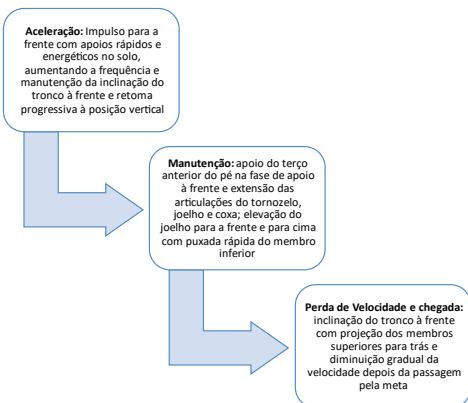 Aceleração: Impulso para a
frente com apoios rápidos e
energéticos no solo,
aumentando a frequência e
manutenção da inclinação do
tronco à frente e retoma
progressiva à posição vertical
Manutenção: apoio do terço
anterior do pé na fase de apoio
à frente e extensão das
articulações do tornozelo,
joelho e coxa; elevação do
joelho para a frente e para cima
com puxada rápida do membro
inferior
Perda de Velocidade e chegada:
inclinação do tronco à frente
com projeção dos membros
superiores para trás e
diminuição gradual da
velocidade depois da passagem
pela meta